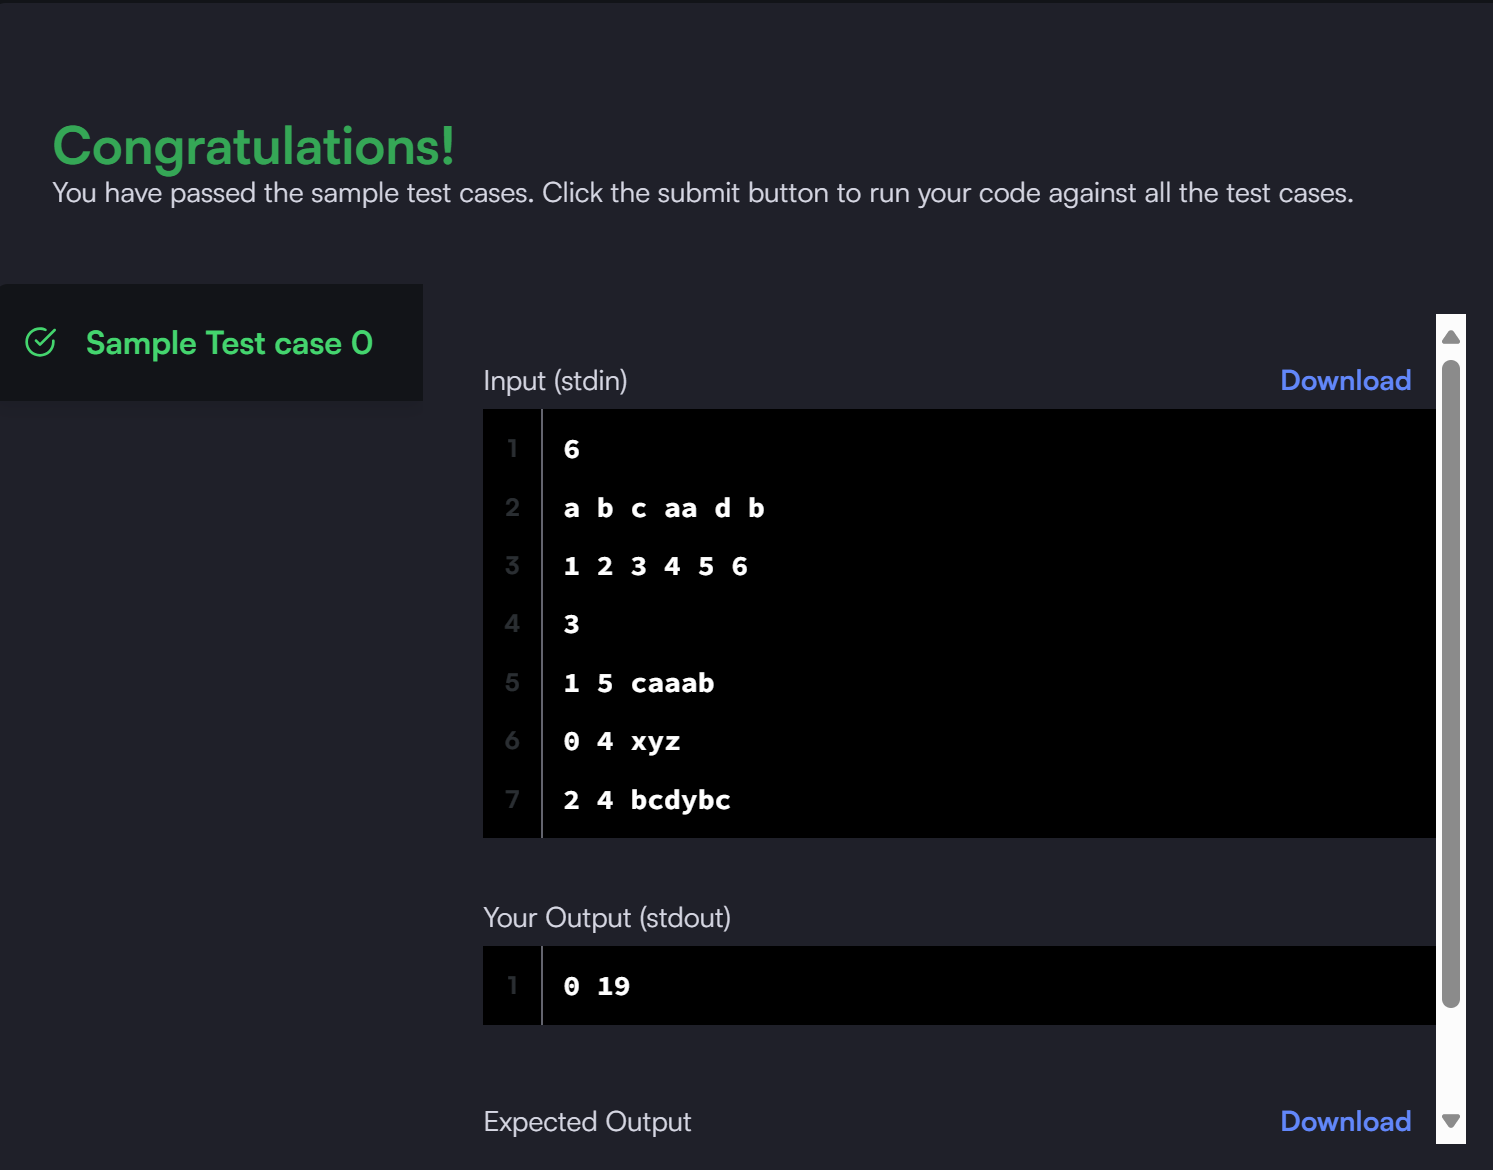 Congratulations!
You have passed the sample test cases. Click the submit button to run your code against all the test cases.
Sample Test case 0
Input (stdin)
Download
1 6
2 a b c aa d b
3 1 2 3 4 5 6
4 3
5 1 5 caaab
6 0 4 xyz
7 2 4 bcdybc
Your Output (stdout)
1 0 19
Expected Output
Download